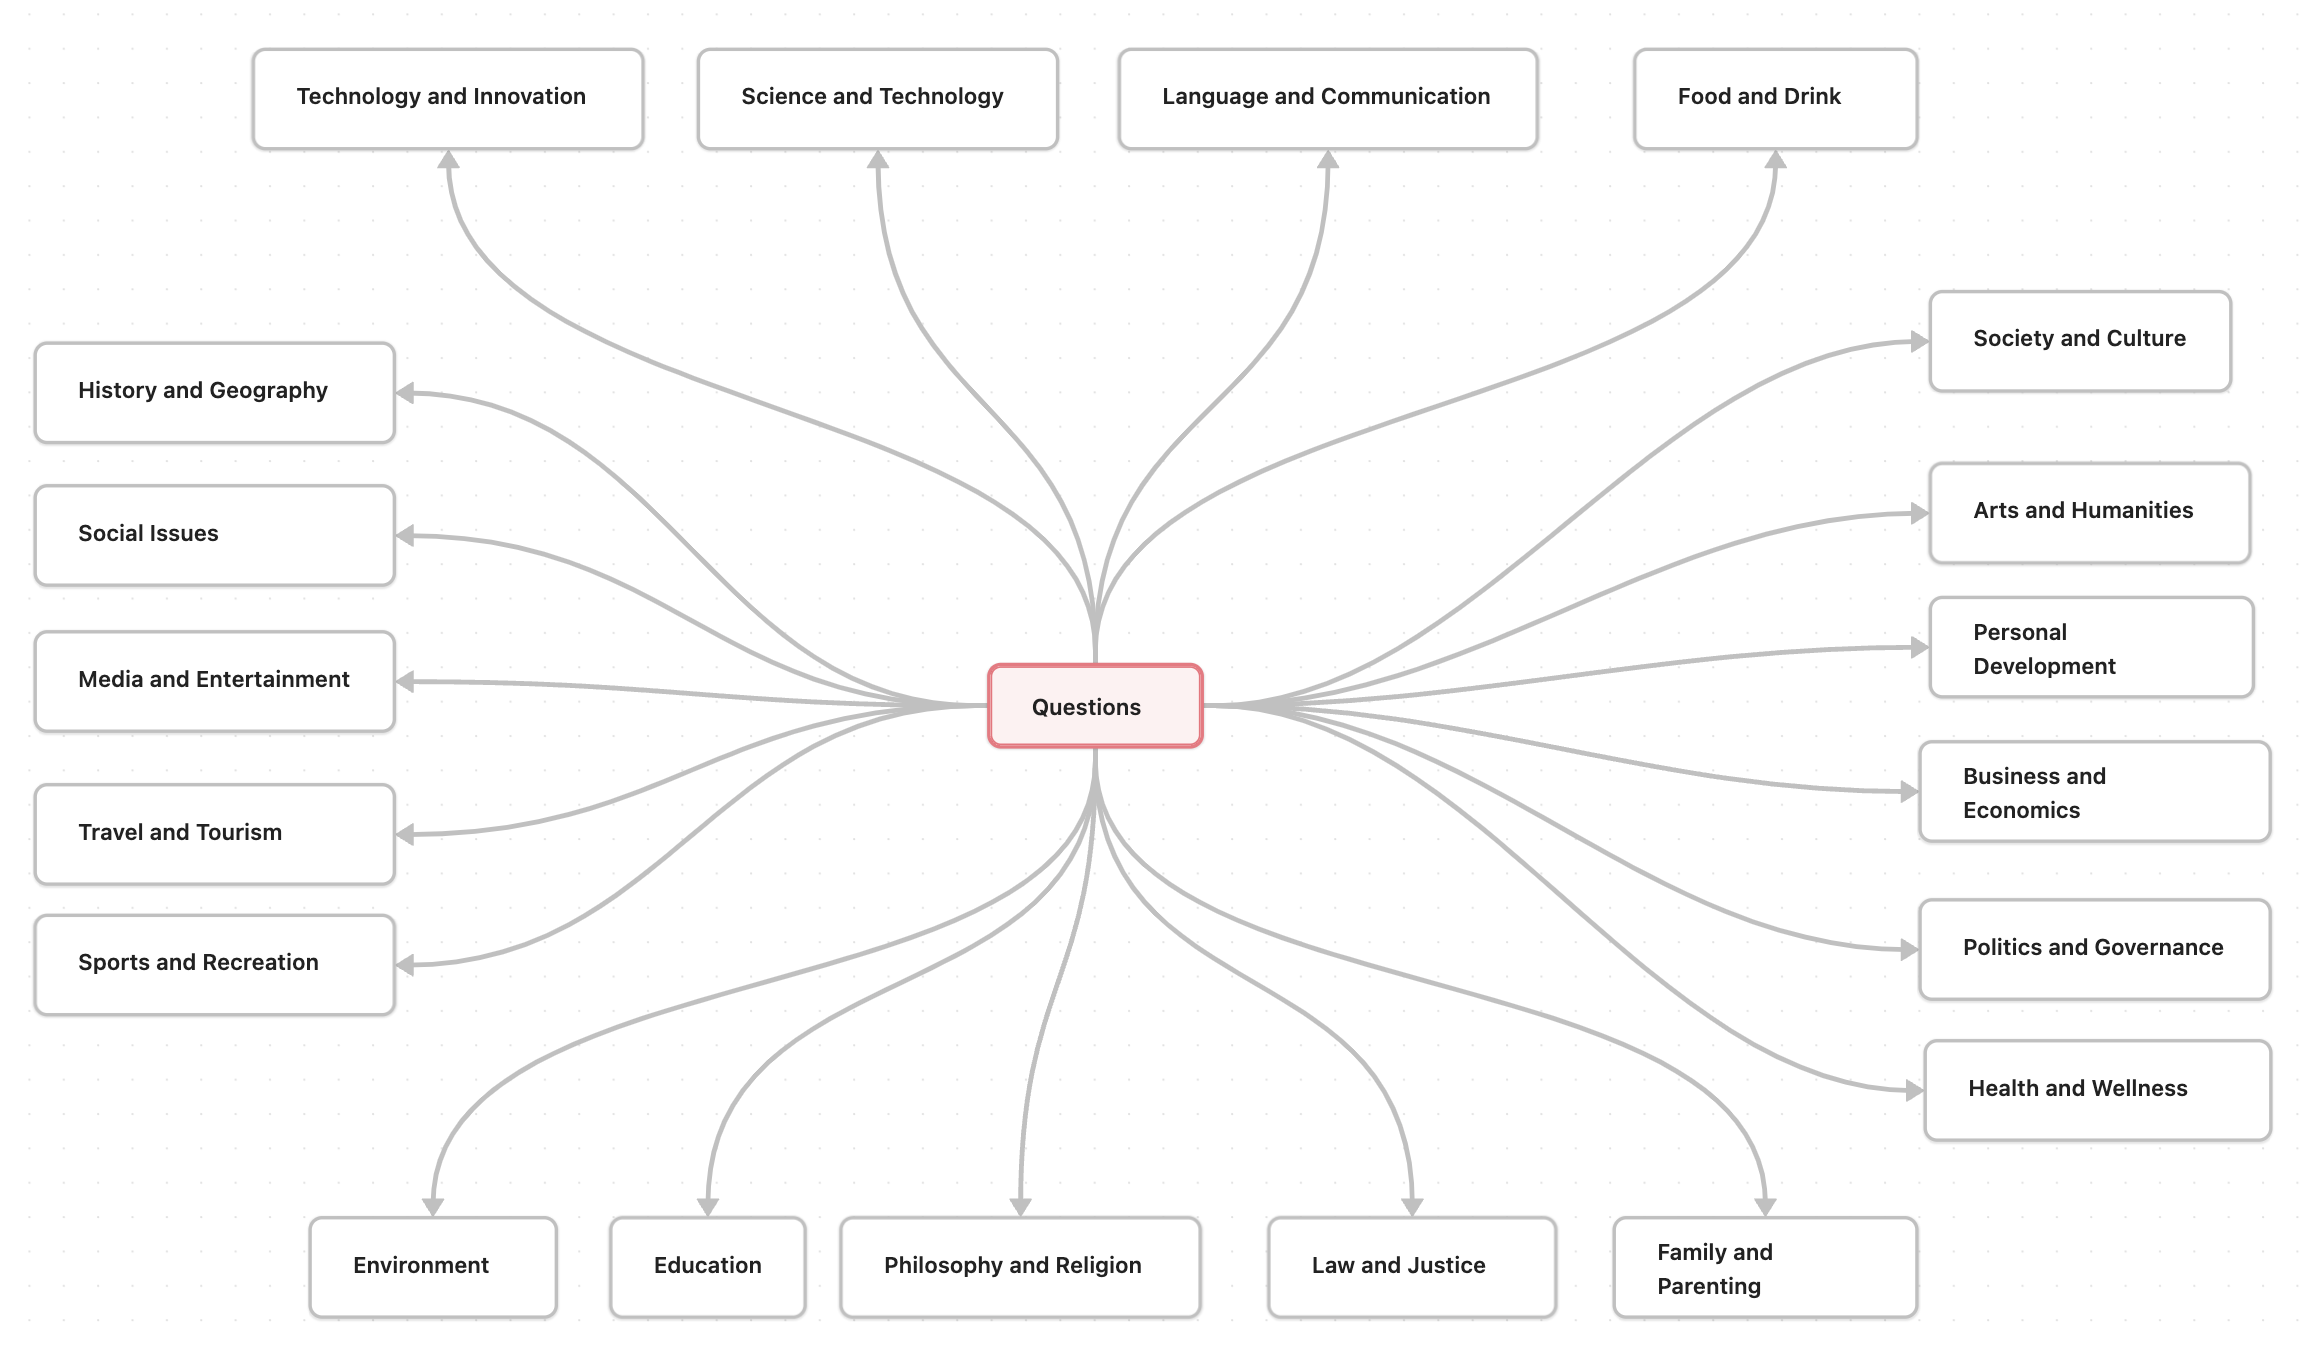 Technology and Innovation
Science and Technology
Language and Communication
Food and Drink
Society and Culture
History and Geography
Arts and Humanities
Social Issues
Personal
Development
Media and Entertainment
Questions
Business and
Economics
Travel and Tourism
Politics and Governance
Sports and Recreation
Health and Wellness
Environment
Education
Philosophy and Religion
Law and Justice
Family and
Parenting